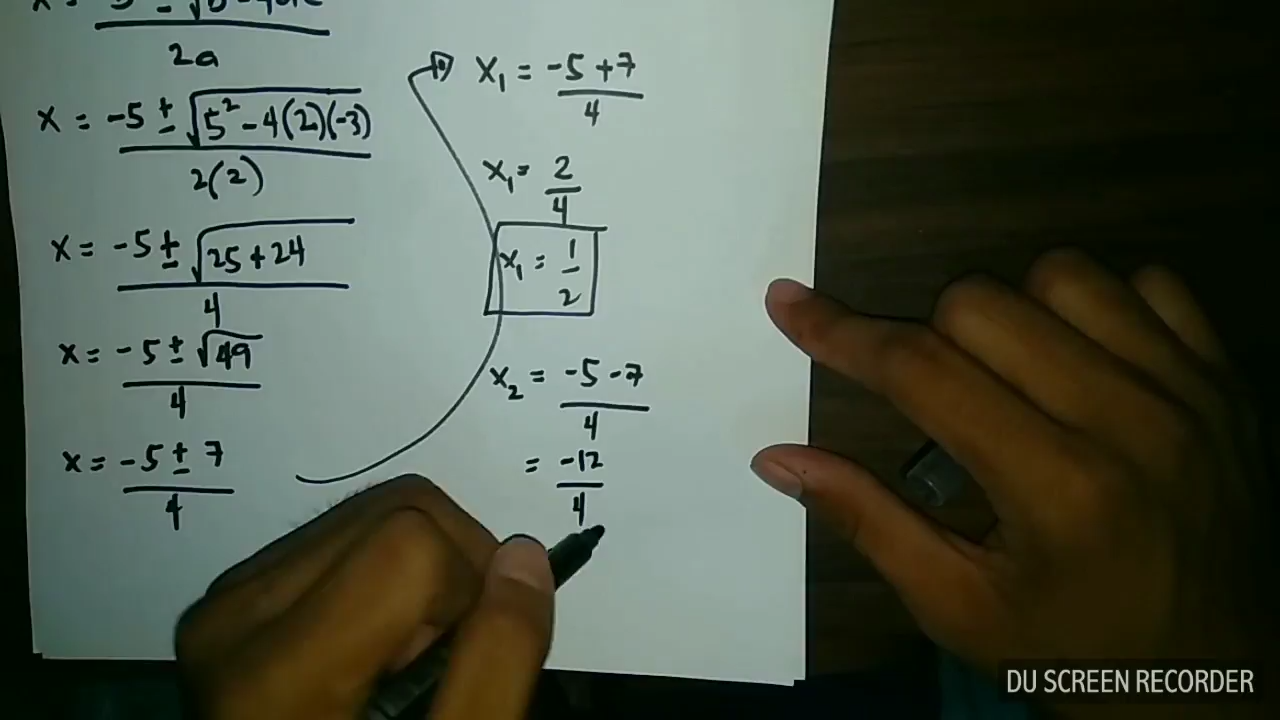 2a
x = -5 ± √5² - 4(2)(-3)
2(2)
x = -5 ± √25 + 24
4
x = -5 ± √49
4
x = -5 ± 7
4
x₁ = -5 + 7
4
x₁ = 2
4
x₁ = 1
2
x₂ = -5 - 7
4
= -12
4
DU SCREEN RECORDER